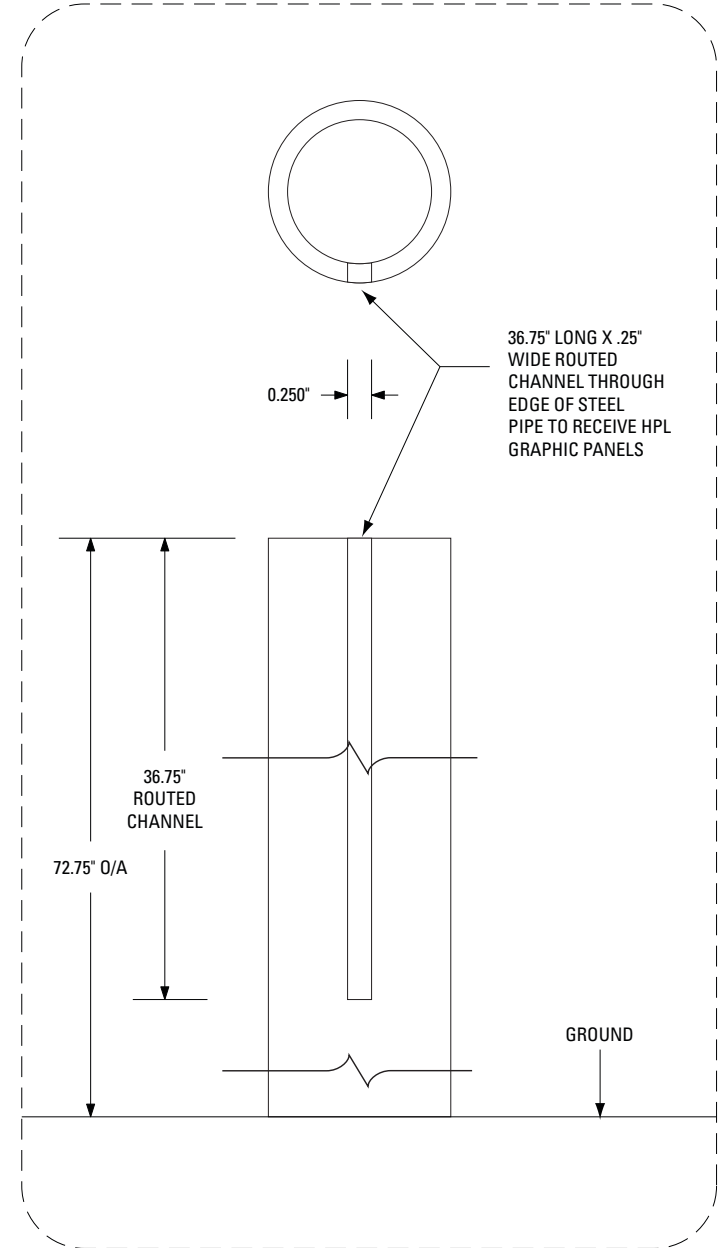 36.75" LONG X .25"
WIDE ROUTED
CHANNEL THROUGH
EDGE OF STEEL
PIPE TO RECEIVE HPL
GRAPHIC PANELS
0.250"
36.75"
ROUTED
CHANNEL
72.75" O/A
GROUND